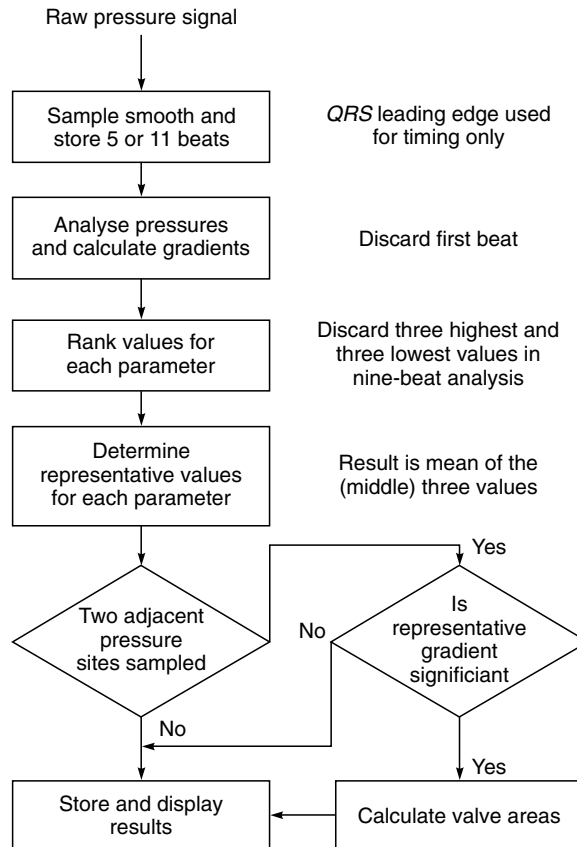 Raw pressure signal
Sample smooth and
store 5 or 11 beats
QRS leading edge used
for timing only
Analyse pressures
and calculate gradients
Discard first beat
Rank values for
each parameter
Discard three highest and
three lowest values in
nine-beat analysis
Determine
representative values
for each parameter
Result is mean of the
(middle) three values
Yes
Two adjacent
pressure
sites sampled
No
Is
representative
gradient
significiant
No
Yes
Store and display
results
Calculate valve areas